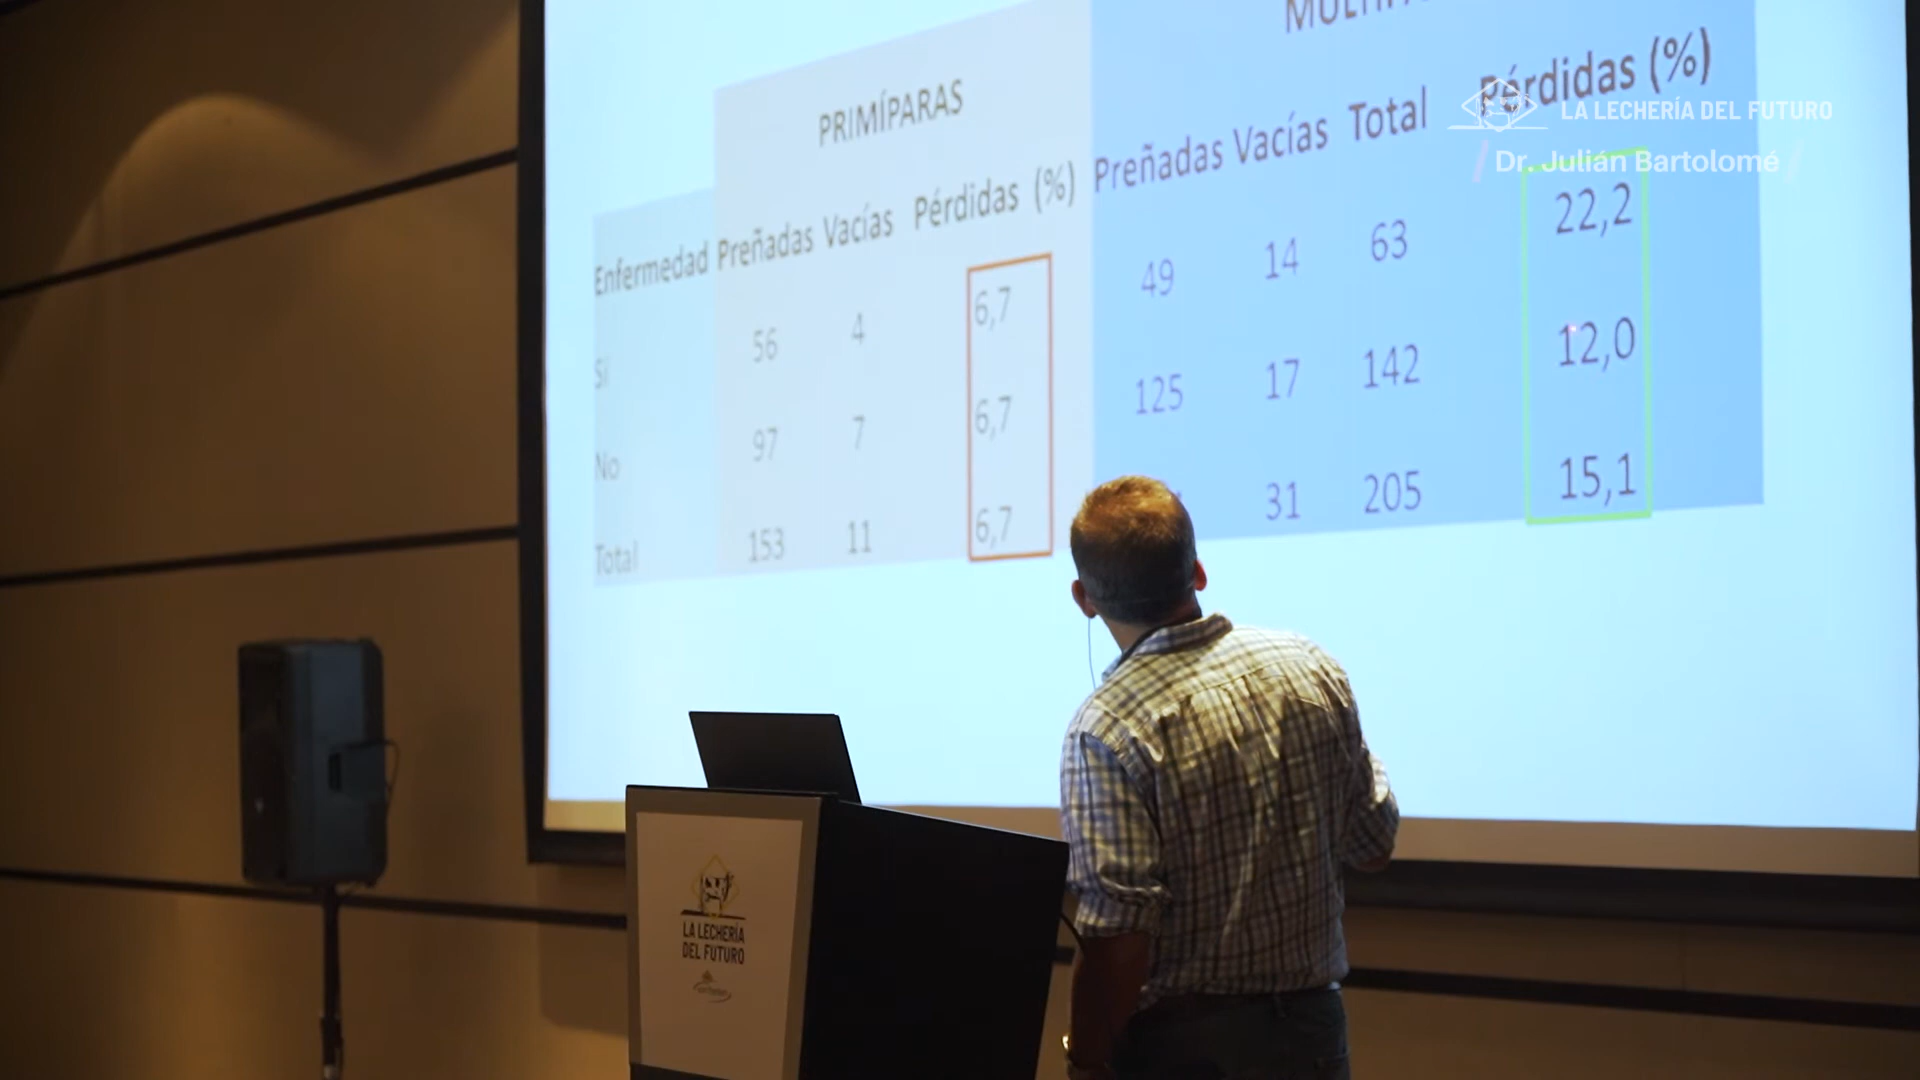 PRIMÍPARAS
Enfermedad Preñadas Vacías Pérdidas (%) Preñadas Vacías Total Pérdidas (%)
Sí 56 4 6,7 49 14 63 22,2
No 97 7 6,7 125 17 142 12,0
Total 153 11 6,7 31 205 15,1
LA LECHERÍA DEL FUTURO
Dr. Julián Bartolomé
LA LECHERÍA
DEL FUTURO